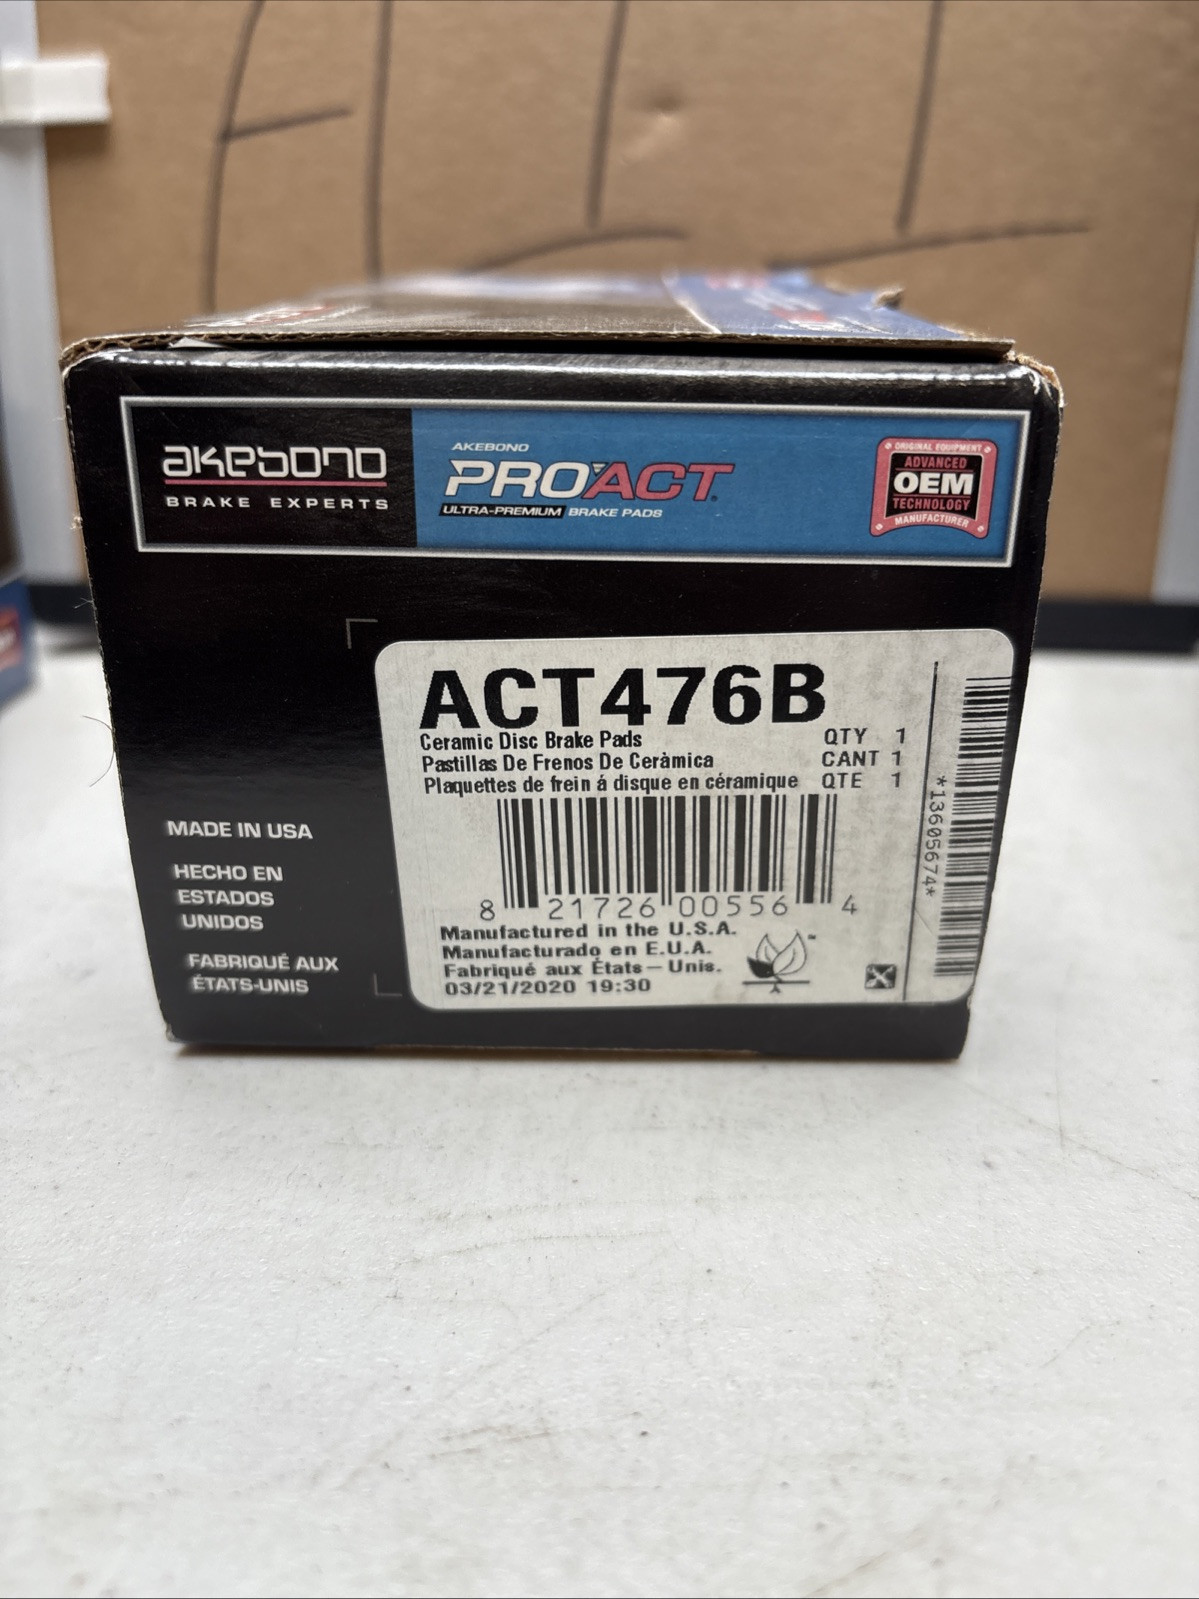 akebono
BRAKE EXPERTS
AKEBONO
PROACT
ULTRA-PREMIUM BRAKE PADS
ORIGINAL EQUIPMENT
ADVANCED
OEM
TECHNOLOGY
MANUFACTURER
ACT476B
Ceramic Disc Brake Pads QTY 1
Pastillas De Frenos De Ceràmica CANT 1
Plaquettes de frein á disque en céramique QTE 1
8 21726 00556 4
Manufactured in the U.S.A.
Manufacturado en E.U.A.
Fabriqué aux États-Unis.
03/21/2020 19:30
*13605674*
MADE IN USA
HECHO EN
ESTADOS
UNIDOS
FABRIQUÉ AUX
ÉTATS-UNIS